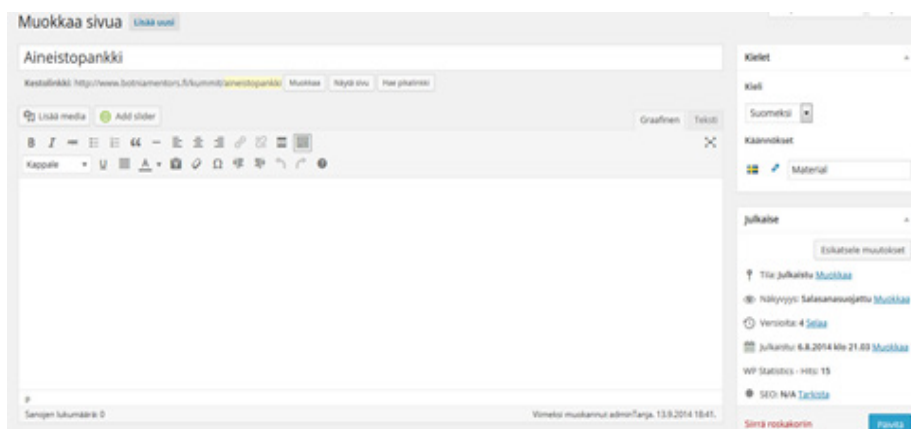 Muokkaa sivua Lisää uusi
Aineistopankki
Kestolinkki: http://www.botniamentors.fi/kummit/aineistopankki Muokkaa Näytä sivu Hae pikalinkki
Lisää media Add slider
Graafinen Teksti
Kappale
P
Sanojen lukumäärä: 0
Viimeksi muokannut adminTanja, 13.9.2014 18:41.
Kielet
Kieli
Suomeksi
Käännökset
Material
Julkaise
Esikatsele muutokset
Tila: Julkaistu Muokkaa
Näkyvyys: Salasanasuojattu Muokkaa
Versioita: 4 Selaa
Julkaistu: 6.8.2014 klo 21.03 Muokkaa
WP Statistics - Hits: 15
SEO: N/A Tarkista
Siirrä roskakoriin
Päivitä